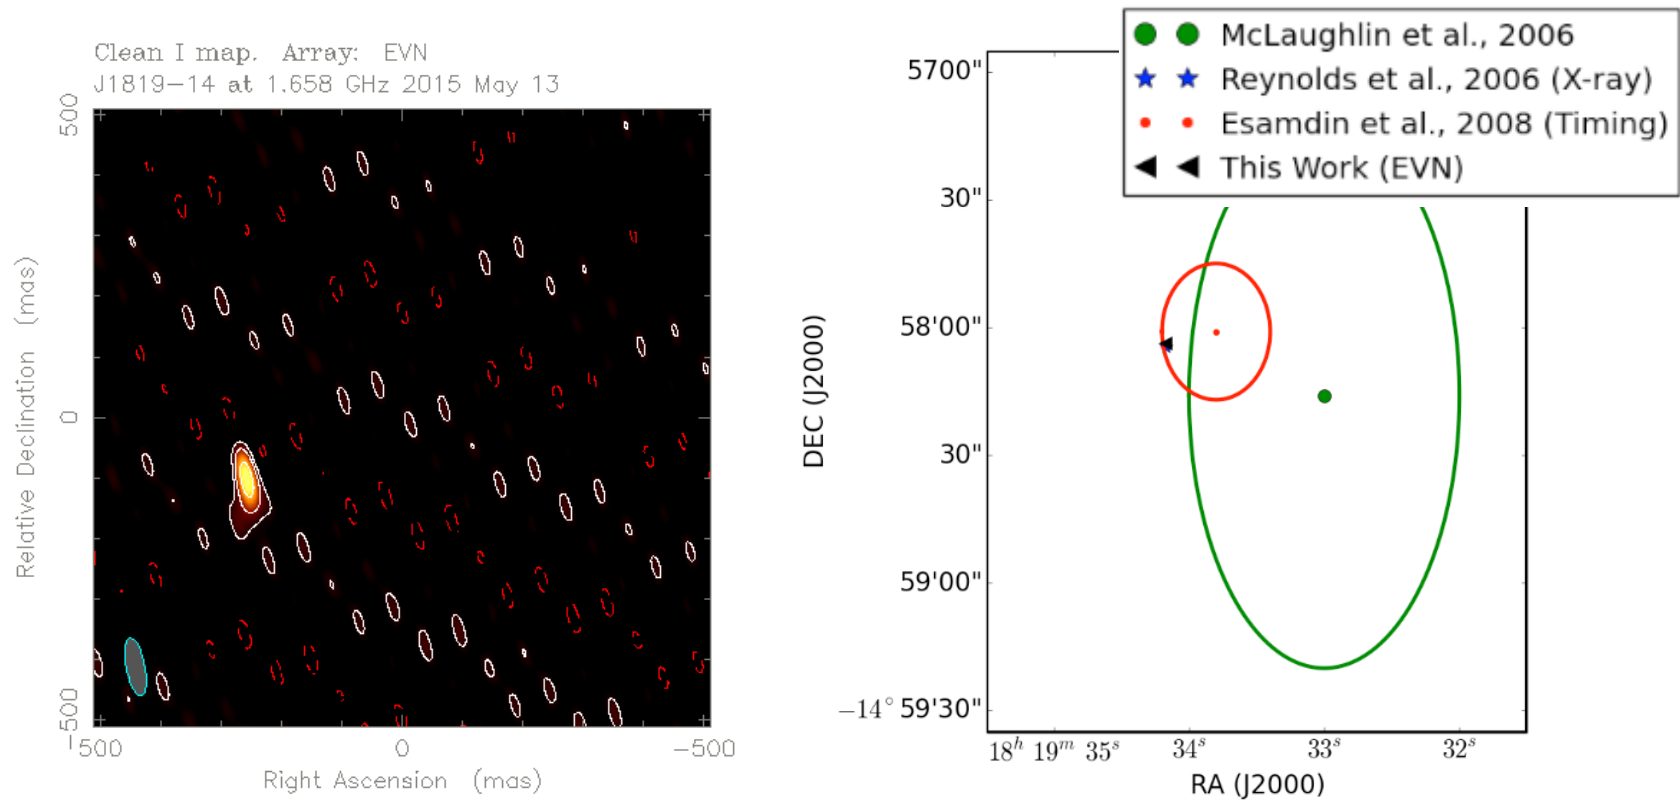 Clean I map. Array: EVN
J1819−14 at 1.658 GHz 2015 May 13
500
0
−500
Relative Declination (mas)
500
0
−500
Right Ascension (mas)
McLaughlin et al., 2006
Reynolds et al., 2006 (X-ray)
Esamdin et al., 2008 (Timing)
This Work (EVN)
5700"
30"
58'00"
30"
59'00"
−14° 59'30"
DEC (J2000)
18h 19m 35s
34s
33s
32s
RA (J2000)